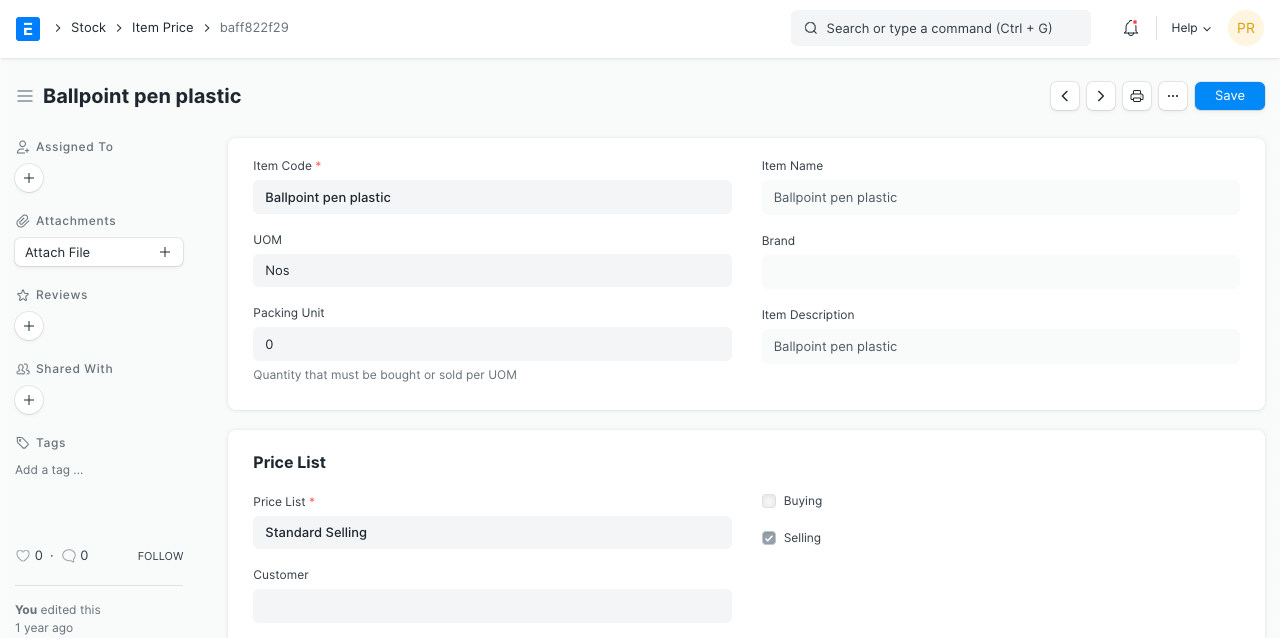 E Stock Item Price baff822f29 Search or type a command (Ctrl + G) Help PR
Ballpoint pen plastic Save
Assigned To
Attachments
Attach File
Reviews
Shared With
Tags
Add a tag ...
0 · 0 FOLLOW
You edited this
1 year ago
Item Code *
Ballpoint pen plastic
UOM
Nos
Packing Unit
0
Quantity that must be bought or sold per UOM
Item Name
Ballpoint pen plastic
Brand
Item Description
Ballpoint pen plastic
Price List
Price List *
Standard Selling
Customer
Buying
Selling